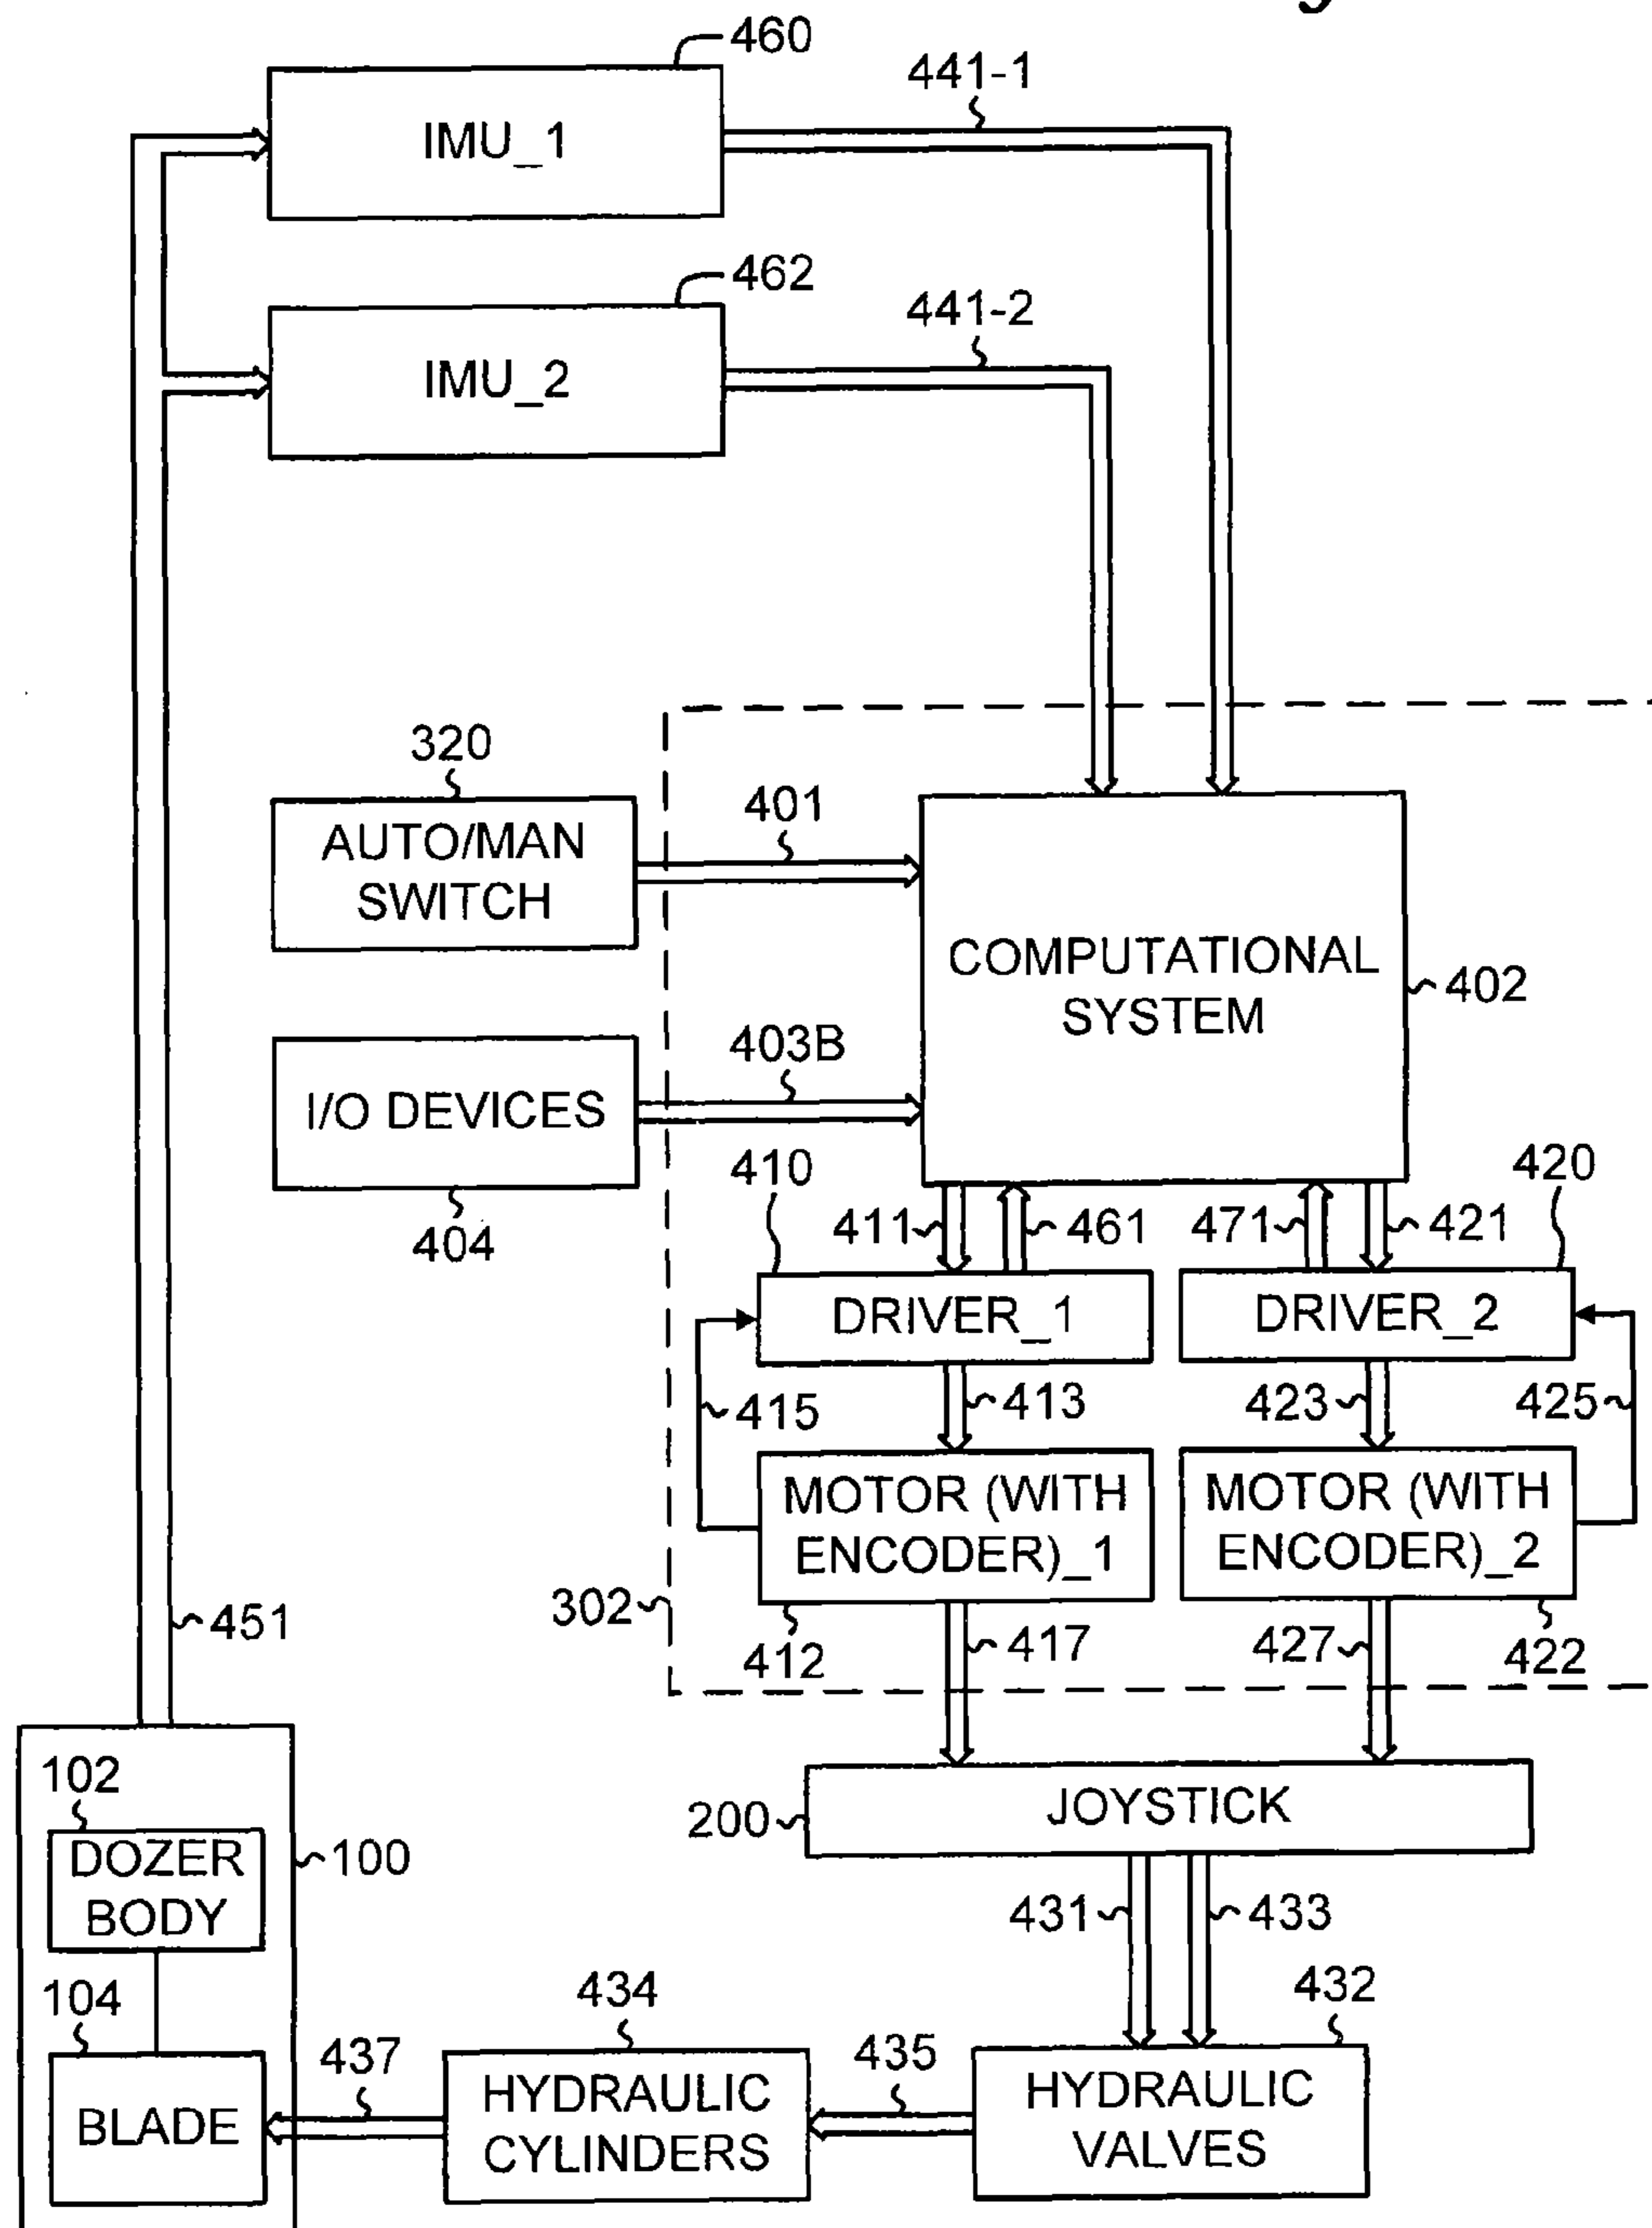 460
441-1
IMU_1
462
441-2
IMU_2
320
401
AUTO/MAN
SWITCH
COMPUTATIONAL
SYSTEM
402
403B
I/O DEVICES
404
410
420
411
461
471
421
DRIVER_1
DRIVER_2
415
413
423
425
MOTOR (WITH
ENCODER)_1
MOTOR (WITH
ENCODER)_2
302
412
417
427
422
451
102
DOZER
BODY
100
200
JOYSTICK
431
433
104
BLADE
437
434
HYDRAULIC
CYLINDERS
435
432
HYDRAULIC
VALVES